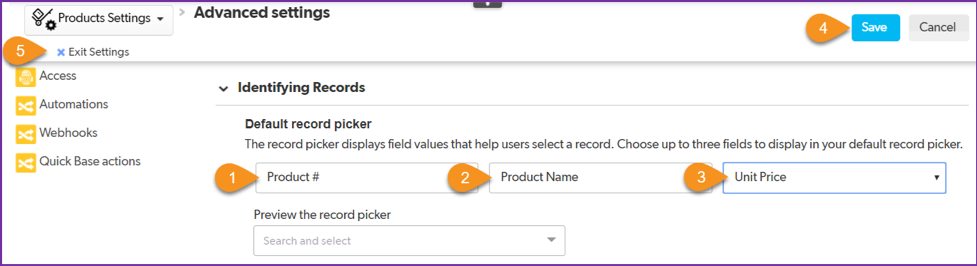 Products Settings
> Advanced settings
4
Save
Cancel
5
× Exit Settings
Access
Automations
Webhooks
Quick Base actions
Identifying Records
Default record picker
The record picker displays field values that help users select a record. Choose up to three fields to display in your default record picker.
1 Product #
2 Product Name
3 Unit Price
Preview the record picker
Search and select